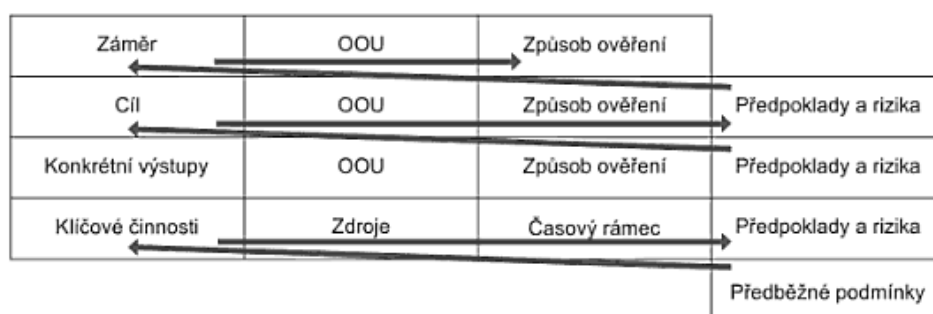 Záměr OOU Způsob ověření
Cíl OOU Způsob ověření Předpoklady a rizika
Konkrétní výstupy OOU Způsob ověření Předpoklady a rizika
Klíčové činnosti Zdroje Časový rámec Předpoklady a rizika
Předběžné podmínky